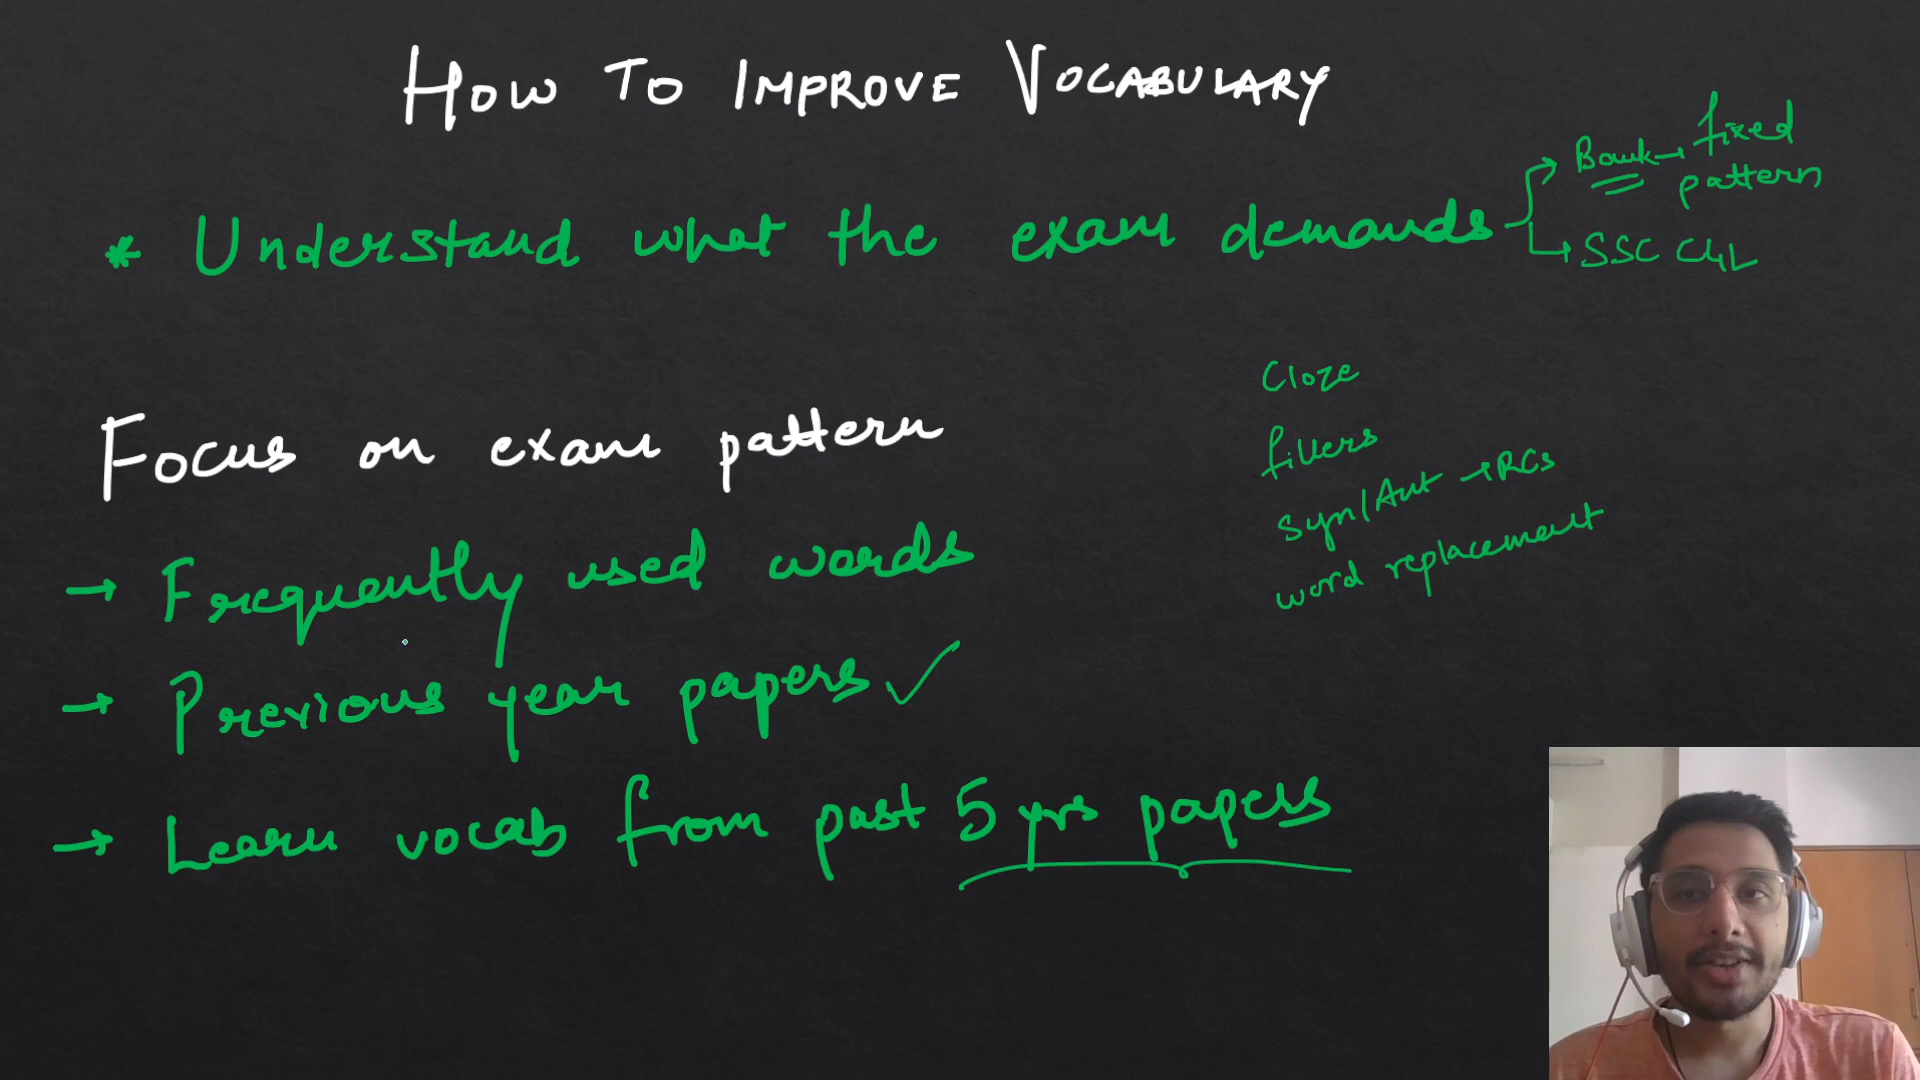 HOW TO IMPROVE VOCABULARY
* Understand what the exam demands
→ Bank → fixed pattern
→ SSC CGL
Focus on exam pattern
→ Frequently used words
→ Previous year papers ✓
→ Learn vocab from past 5 yrs papers
Cloze
fillers
Syn/Ant → RCs
word replacement